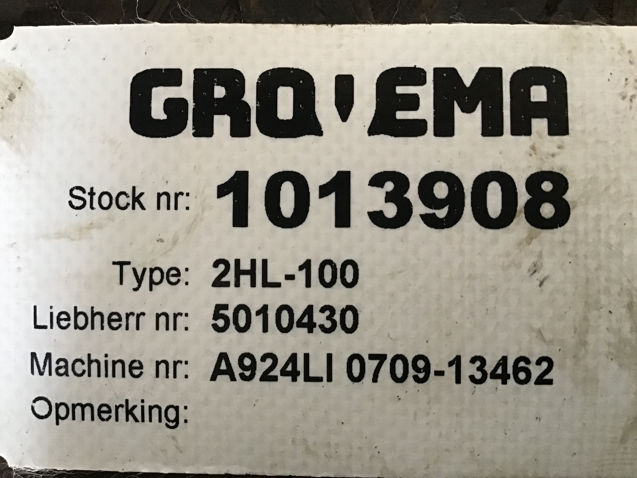 GROEMA
Stock nr: 1013908
Type: 2HL-100
Liebherr nr: 5010430
Machine nr: A924LI 0709-13462
Opmerking: